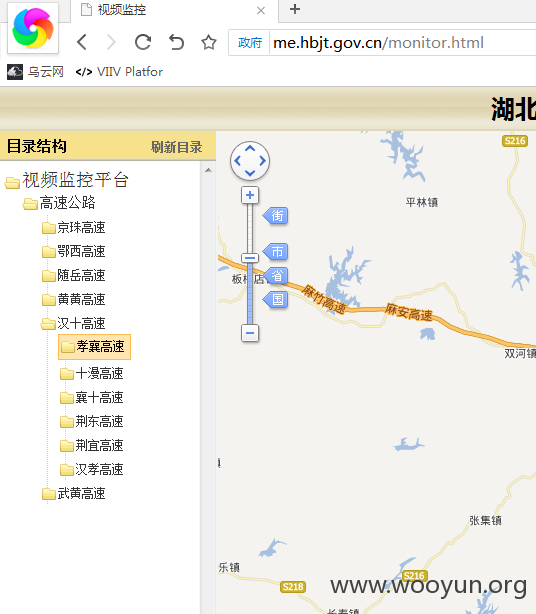 视频监控
政府 me.hbjt.gov.cn/monitor.html
乌云网 </> VIIV Platfor
湖北
目录结构 刷新目录
视频监控平台
高速公路
京珠高速
鄂西高速
随岳高速
黄黄高速
汉十高速
孝襄高速
十漫高速
襄十高速
荆东高速
荆宜高速
汉孝高速
武黄高速
S216
平林镇
街
市
省
国
麻竹高速
麻安高速
双河镇
张集镇
乐镇
S216
S218
长寿镇
www.wooyun.org